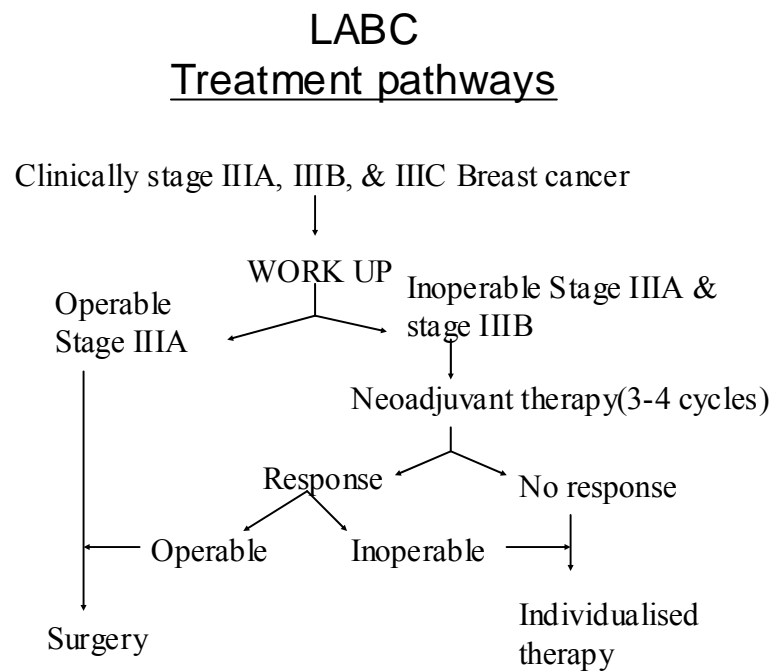 LABC
Treatment pathways
Clinically stage IIIA, IIIB, & IIIC Breast cancer
WORK UP
Operable
Stage IIIA
Inoperable Stage IIIA &
stage IIIB
Neoadjuvant therapy(3-4 cycles)
Response
No response
Operable
Inoperable
Surgery
Individualised
therapy